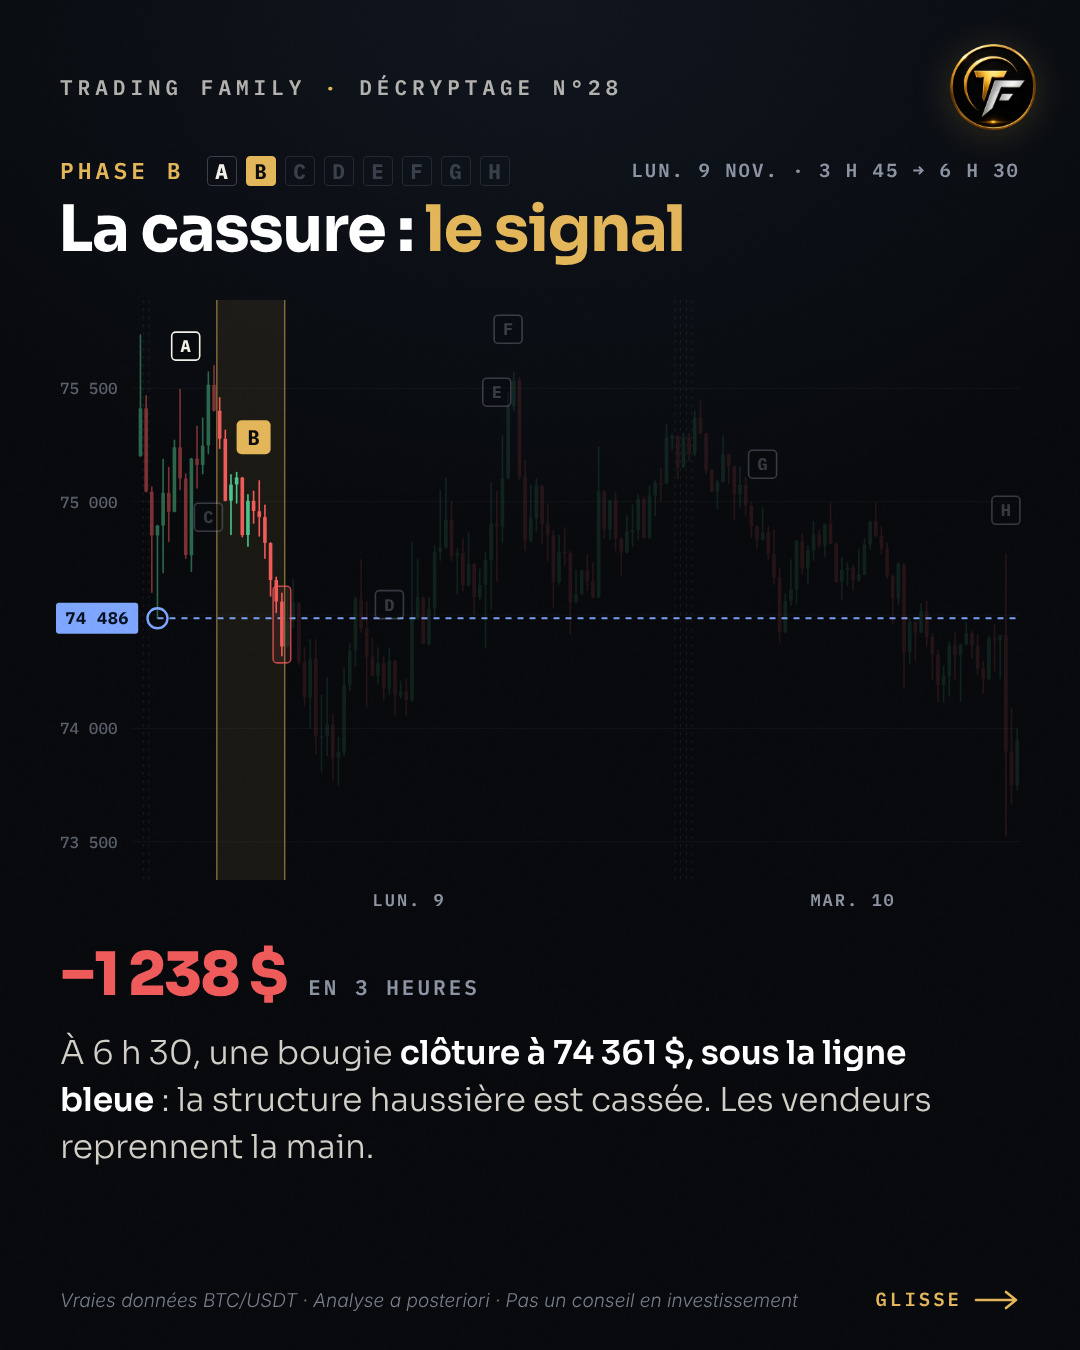 TRADING FAMILY · DÉCRYPTAGE N°28
TF
PHASE B A B C D E F G H
LUN. 9 NOV. · 3 H 45 → 6 H 30
La cassure : le signal
F
A
75 500
E
B
G
75 000
C
H
D
74 486
74 000
73 500
LUN. 9
MAR. 10
−1 238 $ EN 3 HEURES
À 6 h 30, une bougie clôture à 74 361 $, sous la ligne
bleue : la structure haussière est cassée. Les vendeurs
reprennent la main.
Vraies données BTC/USDT · Analyse a posteriori · Pas un conseil en investissement
GLISSE →